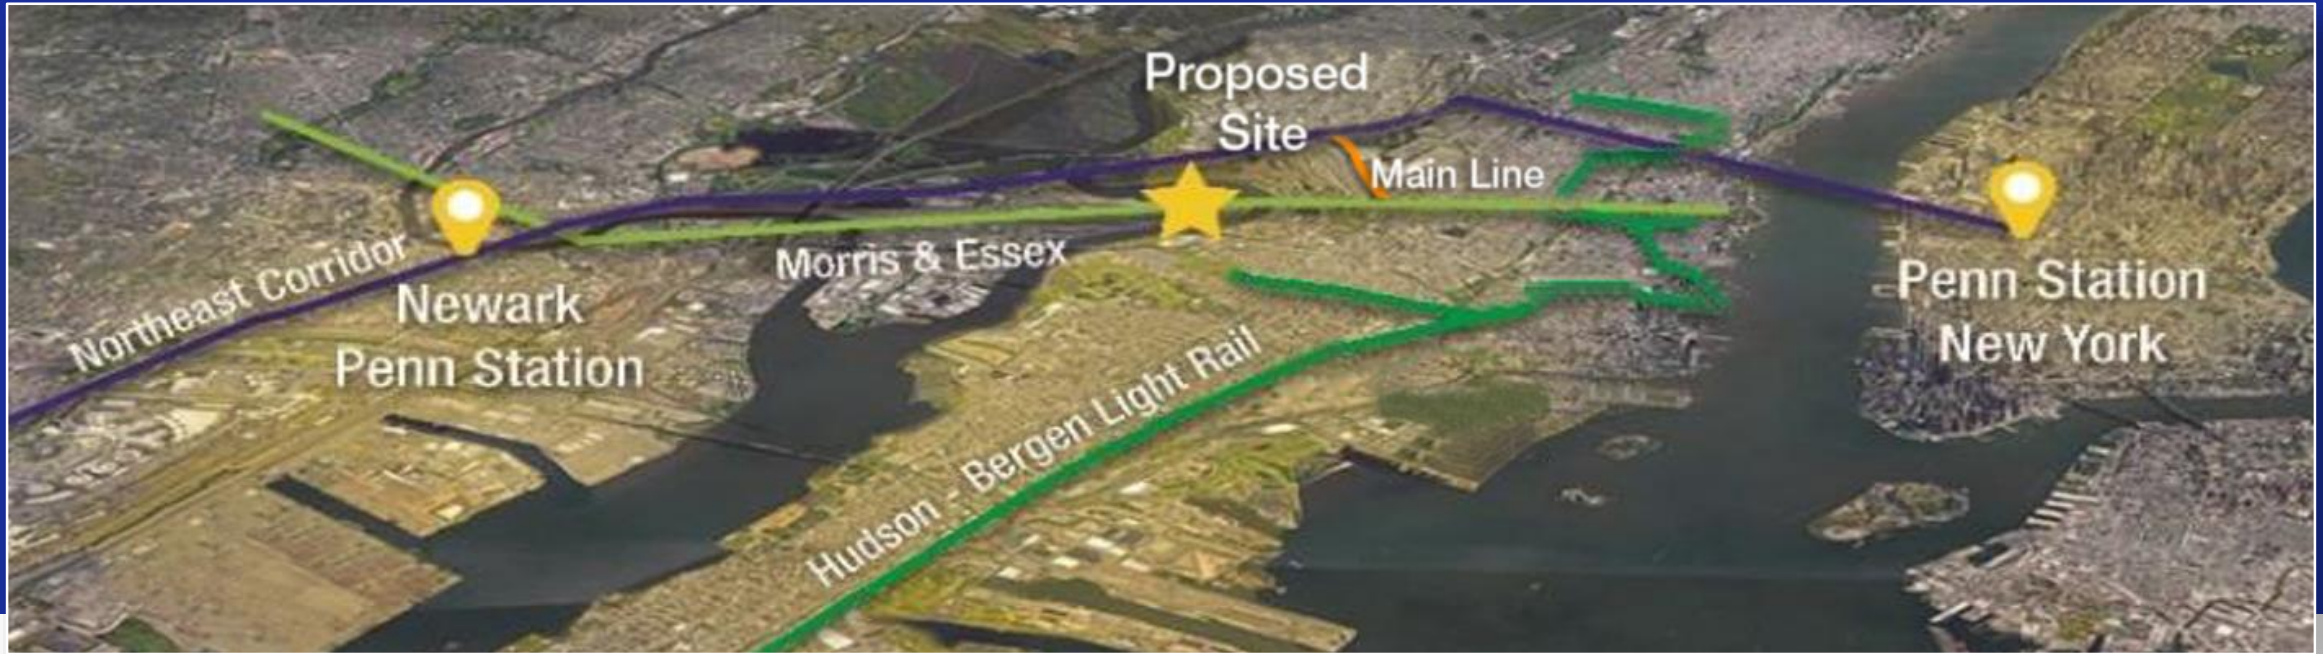 Proposed
Site
Main Line
Morris & Essex
Northeast Corridor
Newark
Penn Station
Penn Station
New York
Hudson - Bergen Light Rail